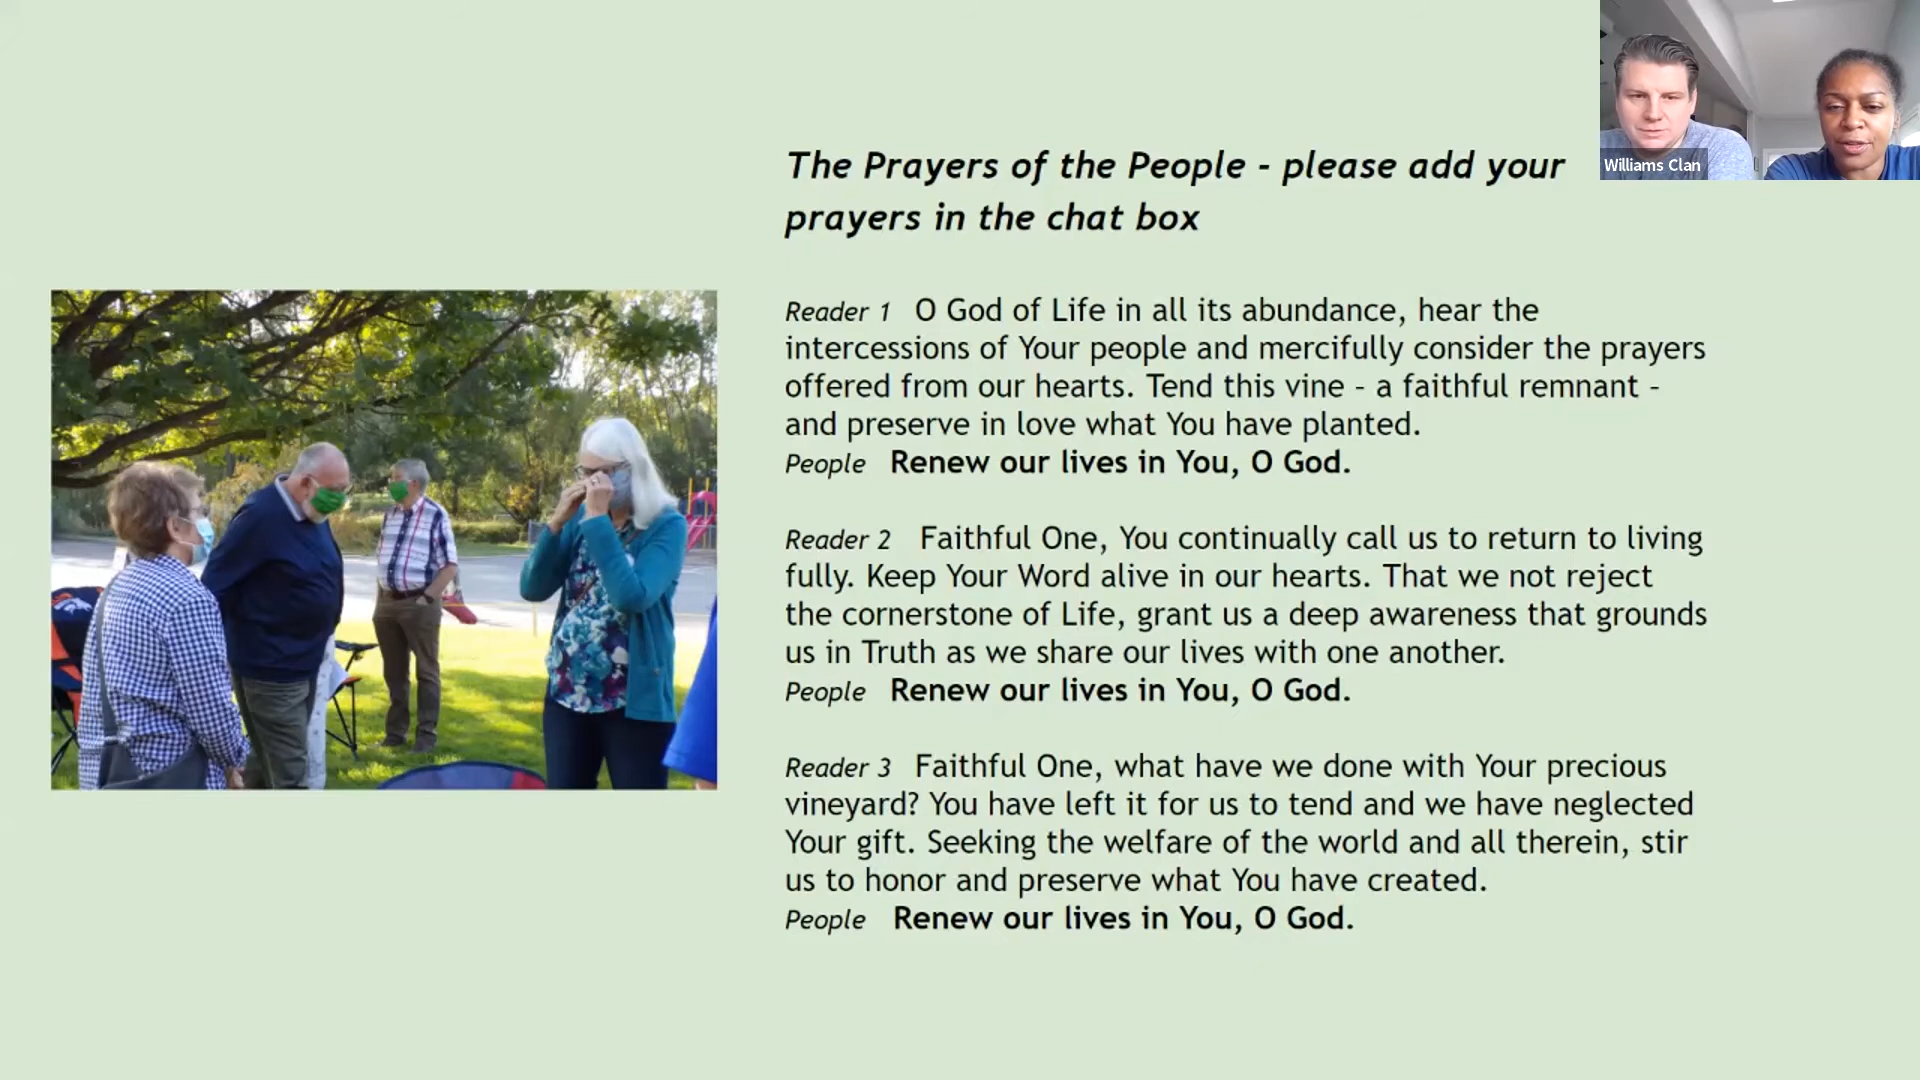 The Prayers of the People - please add your
prayers in the chat box
Williams Clan
Reader 1 O God of Life in all its abundance, hear the
intercessions of Your people and mercifully consider the prayers
offered from our hearts. Tend this vine – a faithful remnant –
and preserve in love what You have planted.
People Renew our lives in You, O God.
Reader 2 Faithful One, You continually call us to return to living
fully. Keep Your Word alive in our hearts. That we not reject
the cornerstone of Life, grant us a deep awareness that grounds
us in Truth as we share our lives with one another.
People Renew our lives in You, O God.
Reader 3 Faithful One, what have we done with Your precious
vineyard? You have left it for us to tend and we have neglected
Your gift. Seeking the welfare of the world and all therein, stir
us to honor and preserve what You have created.
People Renew our lives in You, O God.